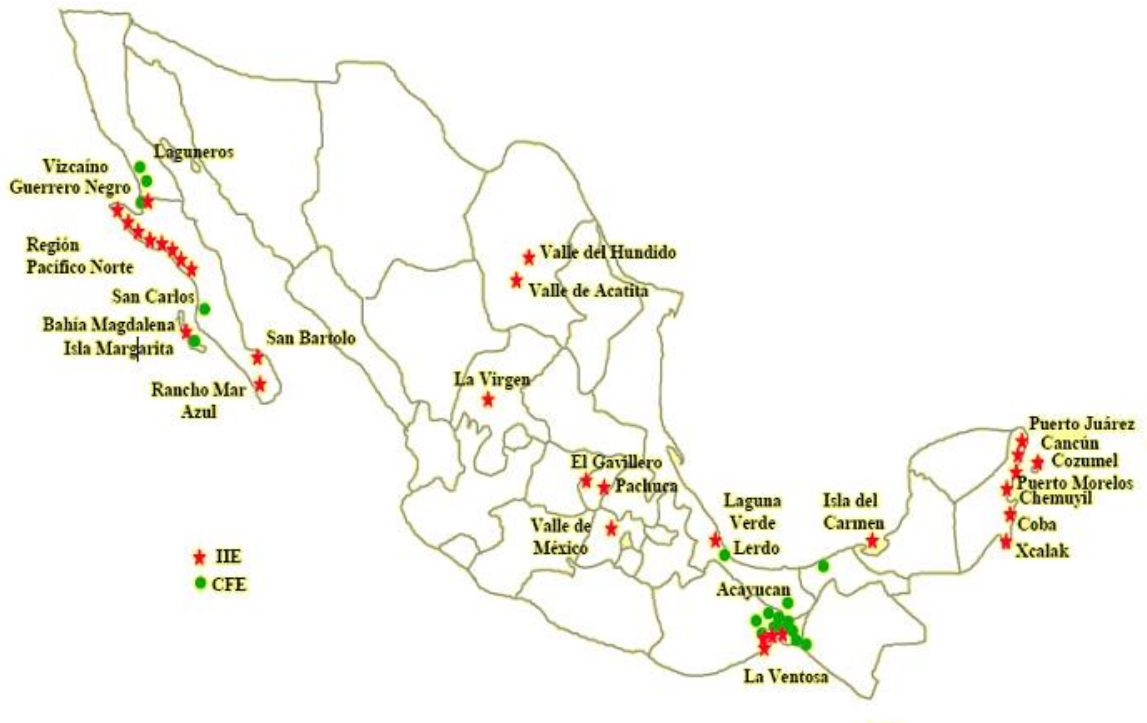 Laguneros
Vizcaíno
Guerrero Negro
Región
Pacífico Norte
San Carlos
Bahía Magdalena
Isla Margarita
San Bartolo
Rancho Mar
Azul
Valle del Hundido
Valle de Acatita
La Virgen
El Gavillero
Pachuca
Valle de
México
Laguna
Verde
Lerdo
Isla del
Carmen
Puerto Juárez
Cancún
Cozumel
Puerto Morelos
Chemuyil
Coba
Xcalak
Acayucan
La Ventosa
IIE
CFE